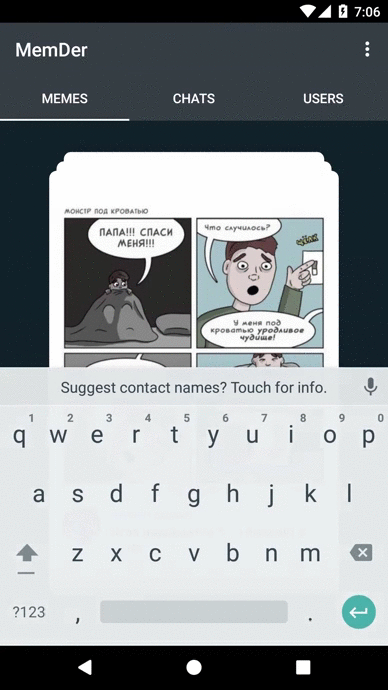 7:06
MemDer
MEMES CHATS USERS
МОНСТР ПОД КРОВАТЬЮ
ПАПА!!! СПАСИ
МЕНЯ!!!
Что случилось?
щёлк
У меня под
кроватью уродливое
чудище!
Suggest contact names? Touch for info.
1 2 3 4 5 6 7 8 9 0
q w e r t y u i o p
a s d f g h j k l
z x c v b n m
?123 , .